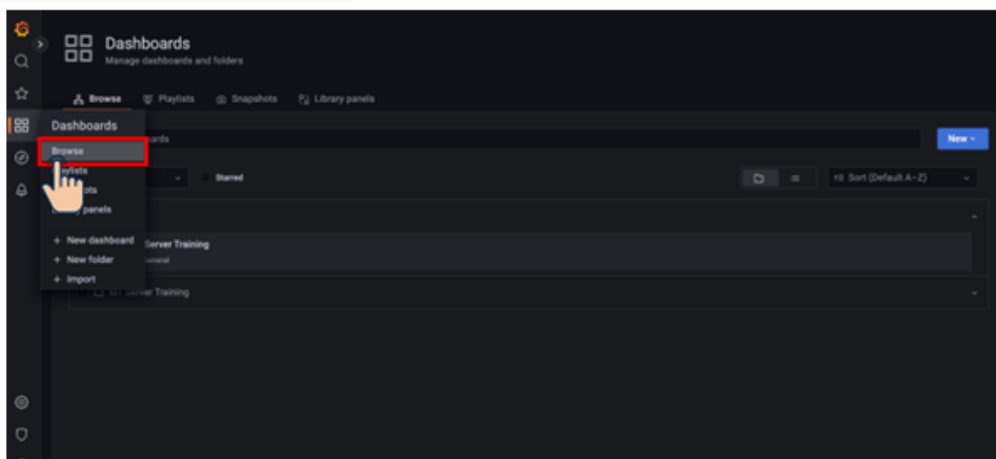 Dashboards
Manage dashboards and folders
Browse Playlists Snapshots Library panels
Dashboards
Browse
New
Starred
Sort (Default A–Z)
panels
+ New dashboard
Server Training
+ New folder
General
+ Import
Server Training